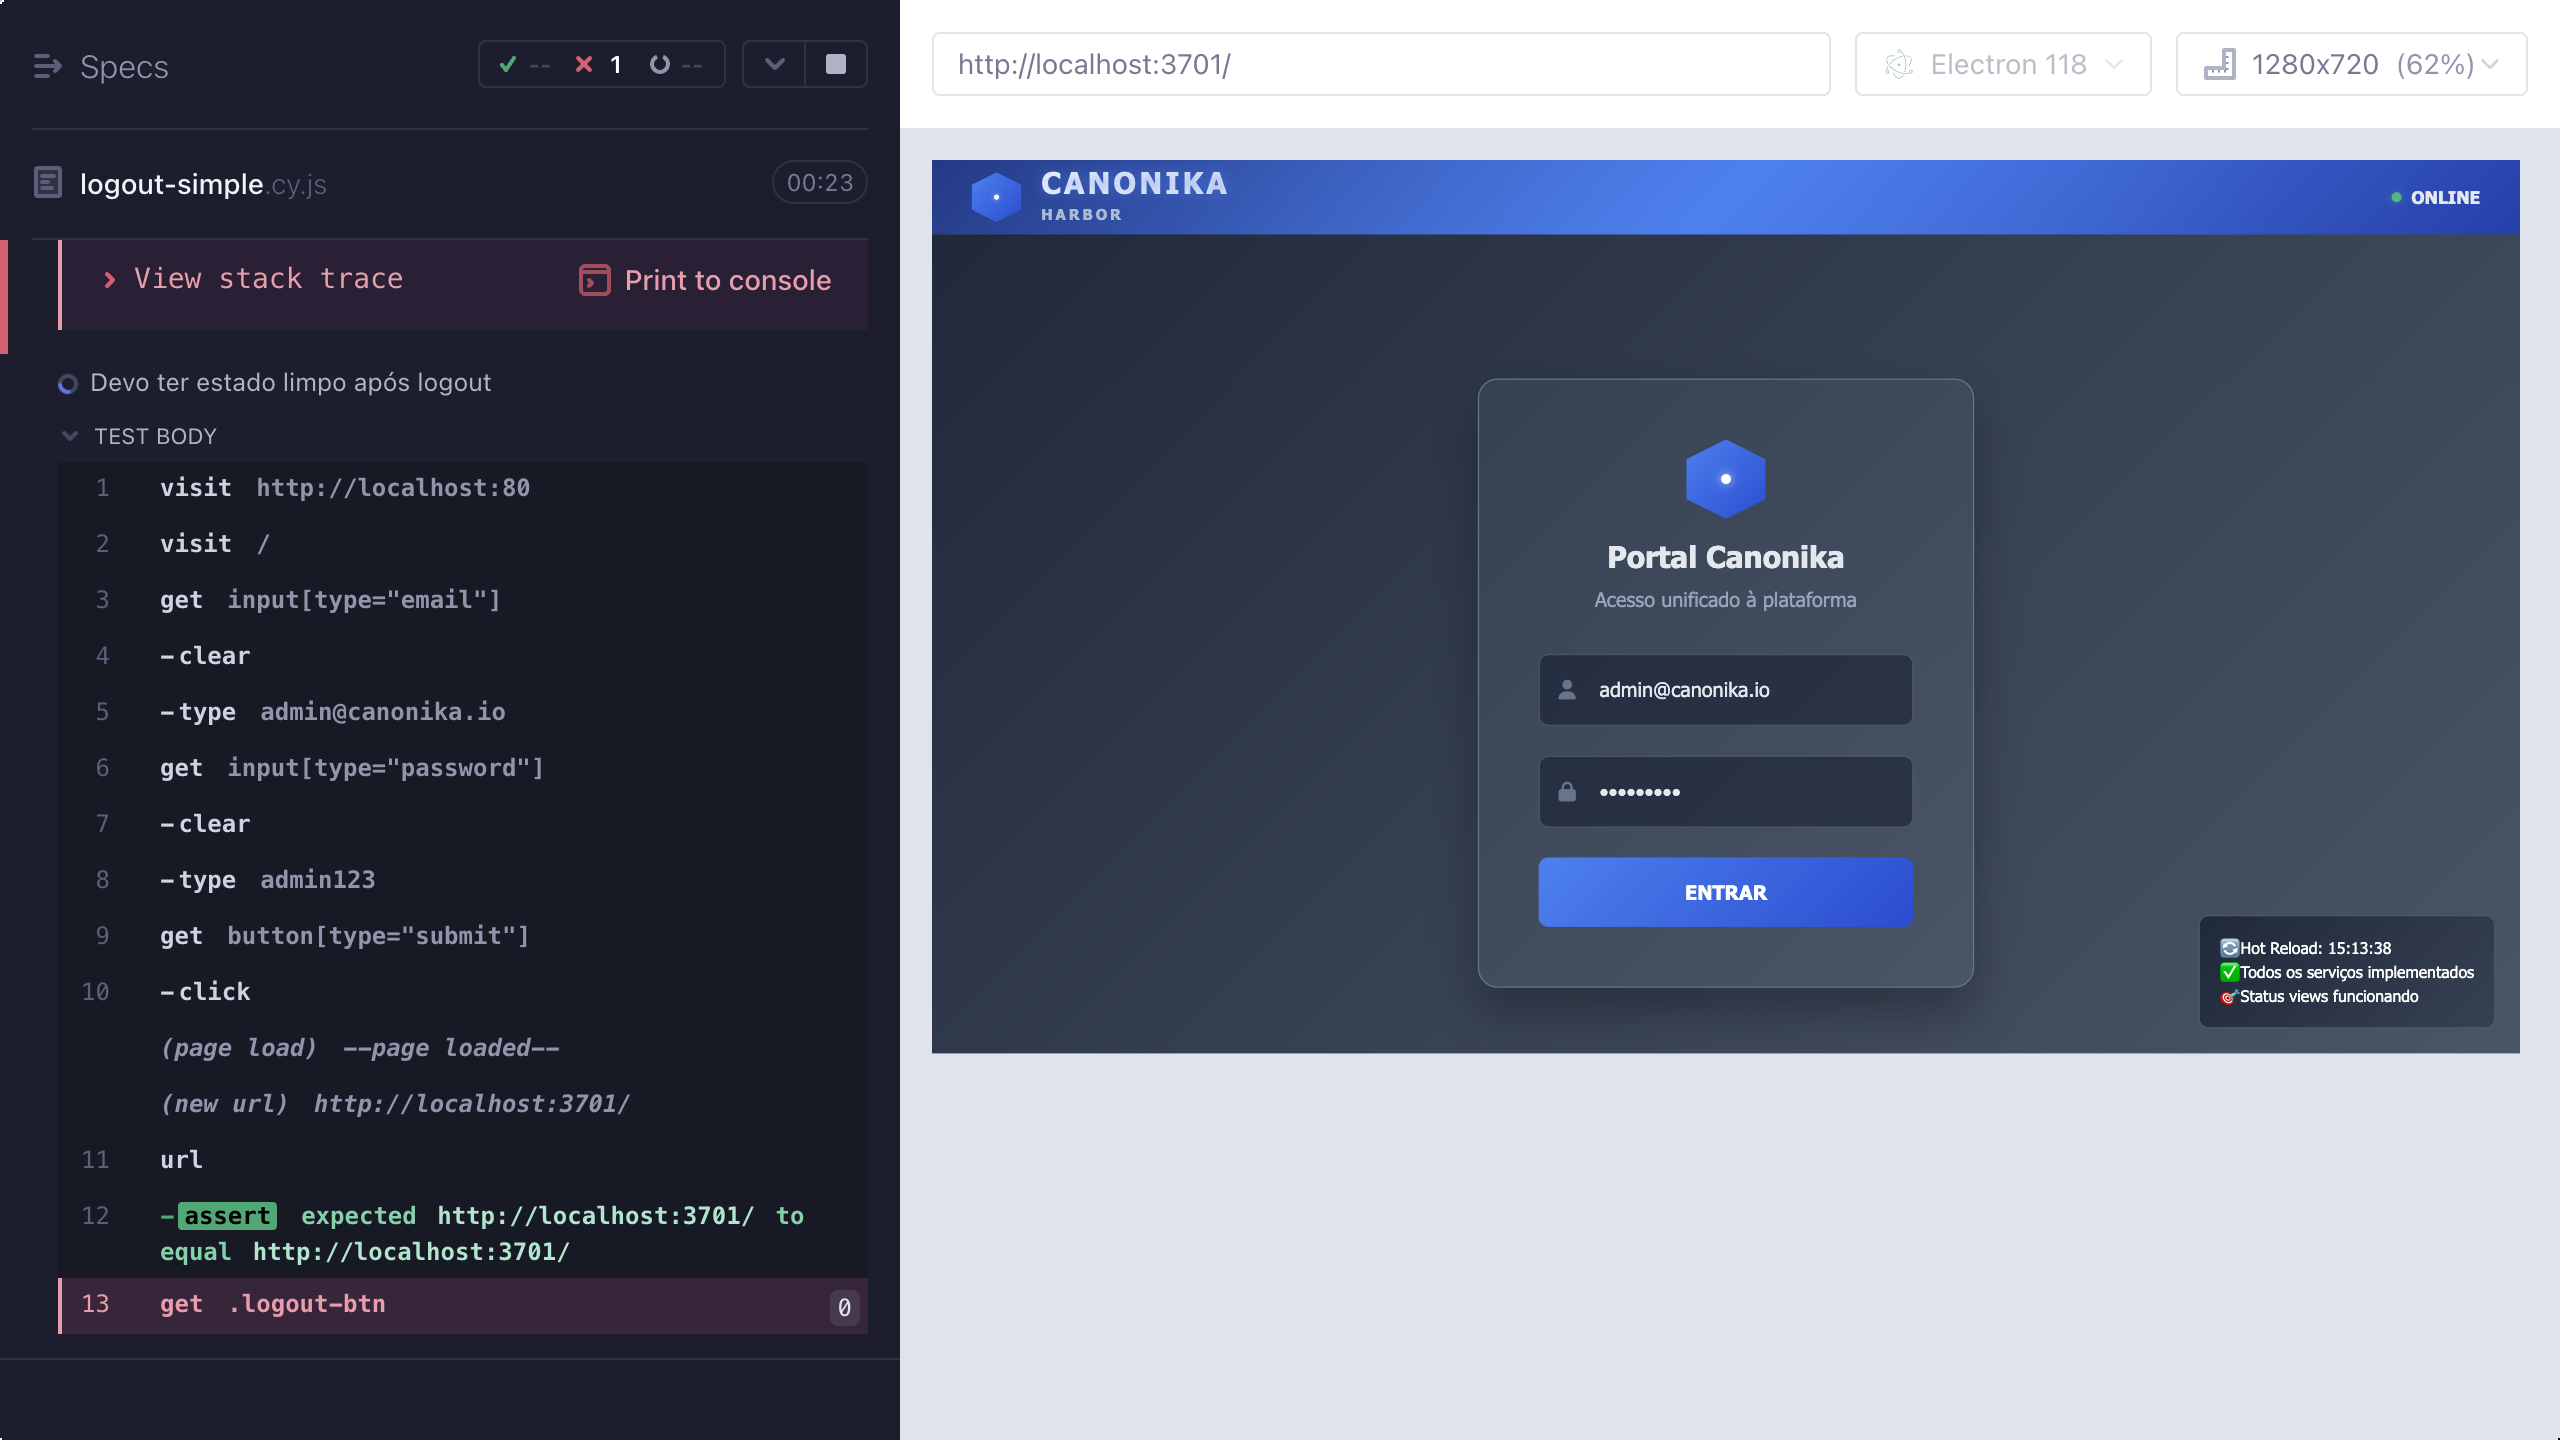 Specs
-- 1 --
logout-simple.cy.js 00:23
View stack trace Print to console
Devo ter estado limpo após logout
TEST BODY
1 visit http://localhost:80
2 visit /
3 get input[type="email"]
4 -clear
5 -type admin@canonika.io
6 get input[type="password"]
7 -clear
8 -type admin123
9 get button[type="submit"]
10 -click
(page load) --page loaded--
(new url) http://localhost:3701/
11 url
12 -assert expected http://localhost:3701/ to
equal http://localhost:3701/
13 get .logout-btn 0
http://localhost:3701/ Electron 118 1280x720 (62%)
CANONIKA
HARBOR
ONLINE
Portal Canonika
Acesso unificado à plataforma
admin@canonika.io
•••••••••
ENTRAR
Hot Reload: 15:13:38
Todos os serviços implementados
Status views funcionando